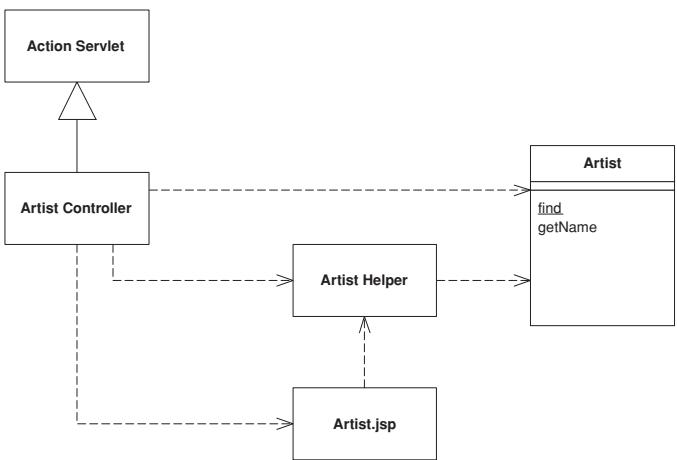 Action Servlet
Artist Controller
Artist
find
getName
Artist Helper
Artist.jsp